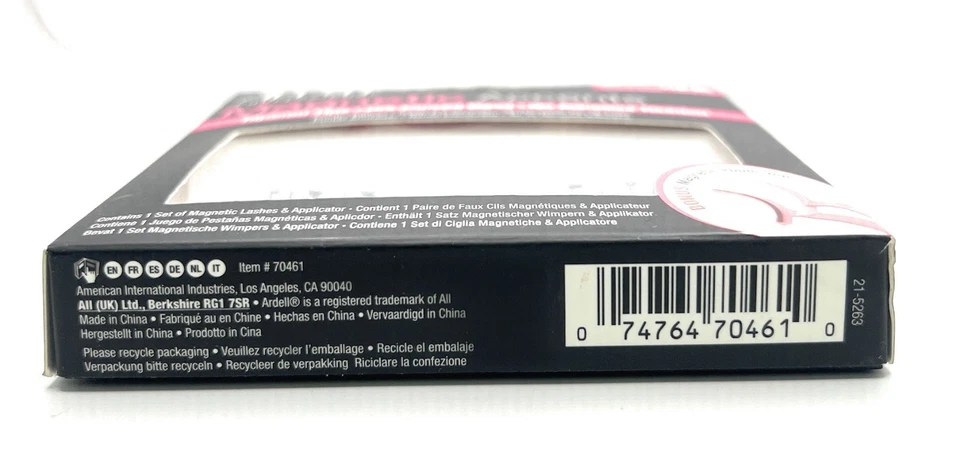 Magnetic
Contains 1 Set of Magnetic Lashes & Applicator - Contient 1 Paire de Faux Cils Magnétiques & Applicateur
Contiene 1 Juego de Pestañas Magnéticas & Aplicdor - Enthält 1 Satz Magnetischer Wimpern & Applikator
Bevat 1 Set Magnetische Wimpers & Applicator - Contiene 1 Set di Ciglia Magnetiche & Applicatore
EN FR ES DE NL IT Item # 70461
American International Industries, Los Angeles, CA 90040
AII (UK) Ltd., Berkshire RG1 7SR • Ardell® is a registered trademark of AII
Made in China • Fabriqué au en Chine • Hechas en China • Vervaardigd in China
Hergestellt in China • Prodotto in Cina
Please recycle packaging • Veuillez recycler l'emballage • Recicle el embalaje
Verpackung bitte recyceln • Recycleer de verpakking Riciclare la confezione
0 74764 70461 0
21-5263